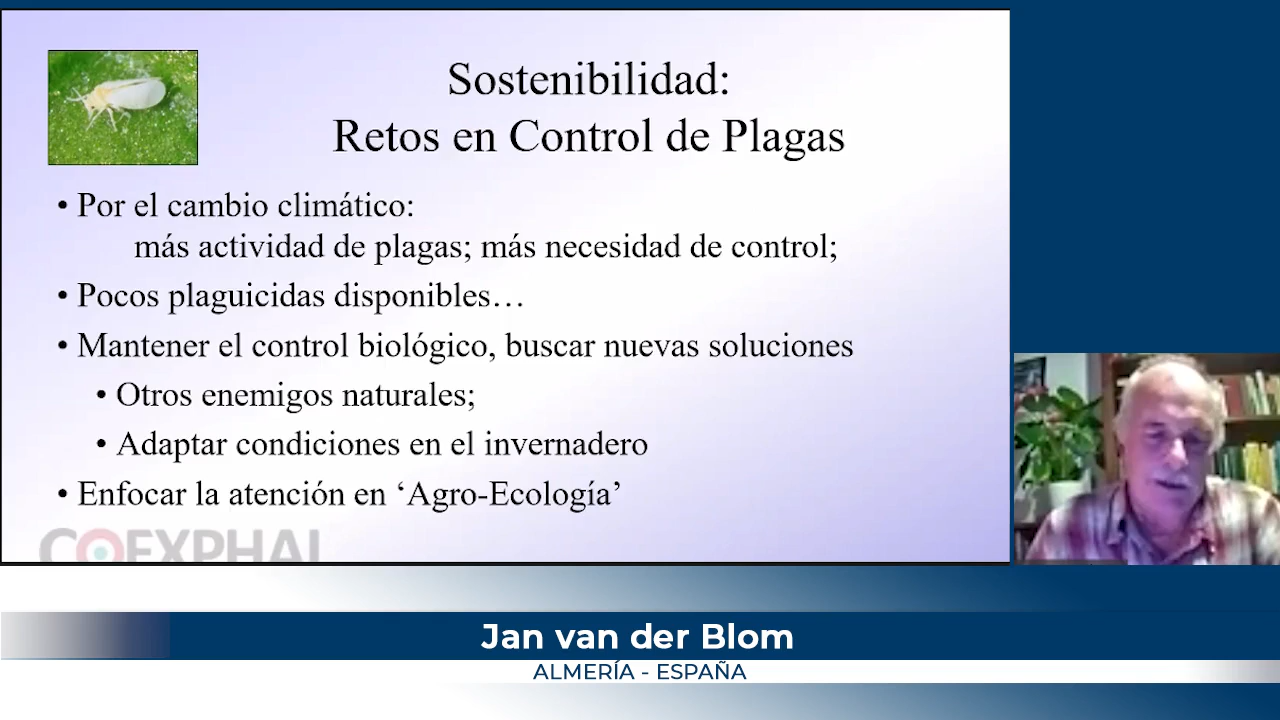 Sostenibilidad:
Retos en Control de Plagas
• Por el cambio climático:
más actividad de plagas; más necesidad de control;
• Pocos plaguicidas disponibles…
• Mantener el control biológico, buscar nuevas soluciones
• Otros enemigos naturales;
• Adaptar condiciones en el invernadero
• Enfocar la atención en ‘Agro-Ecología’
COEXPHAL
Jan van der Blom
ALMERÍA - ESPAÑA